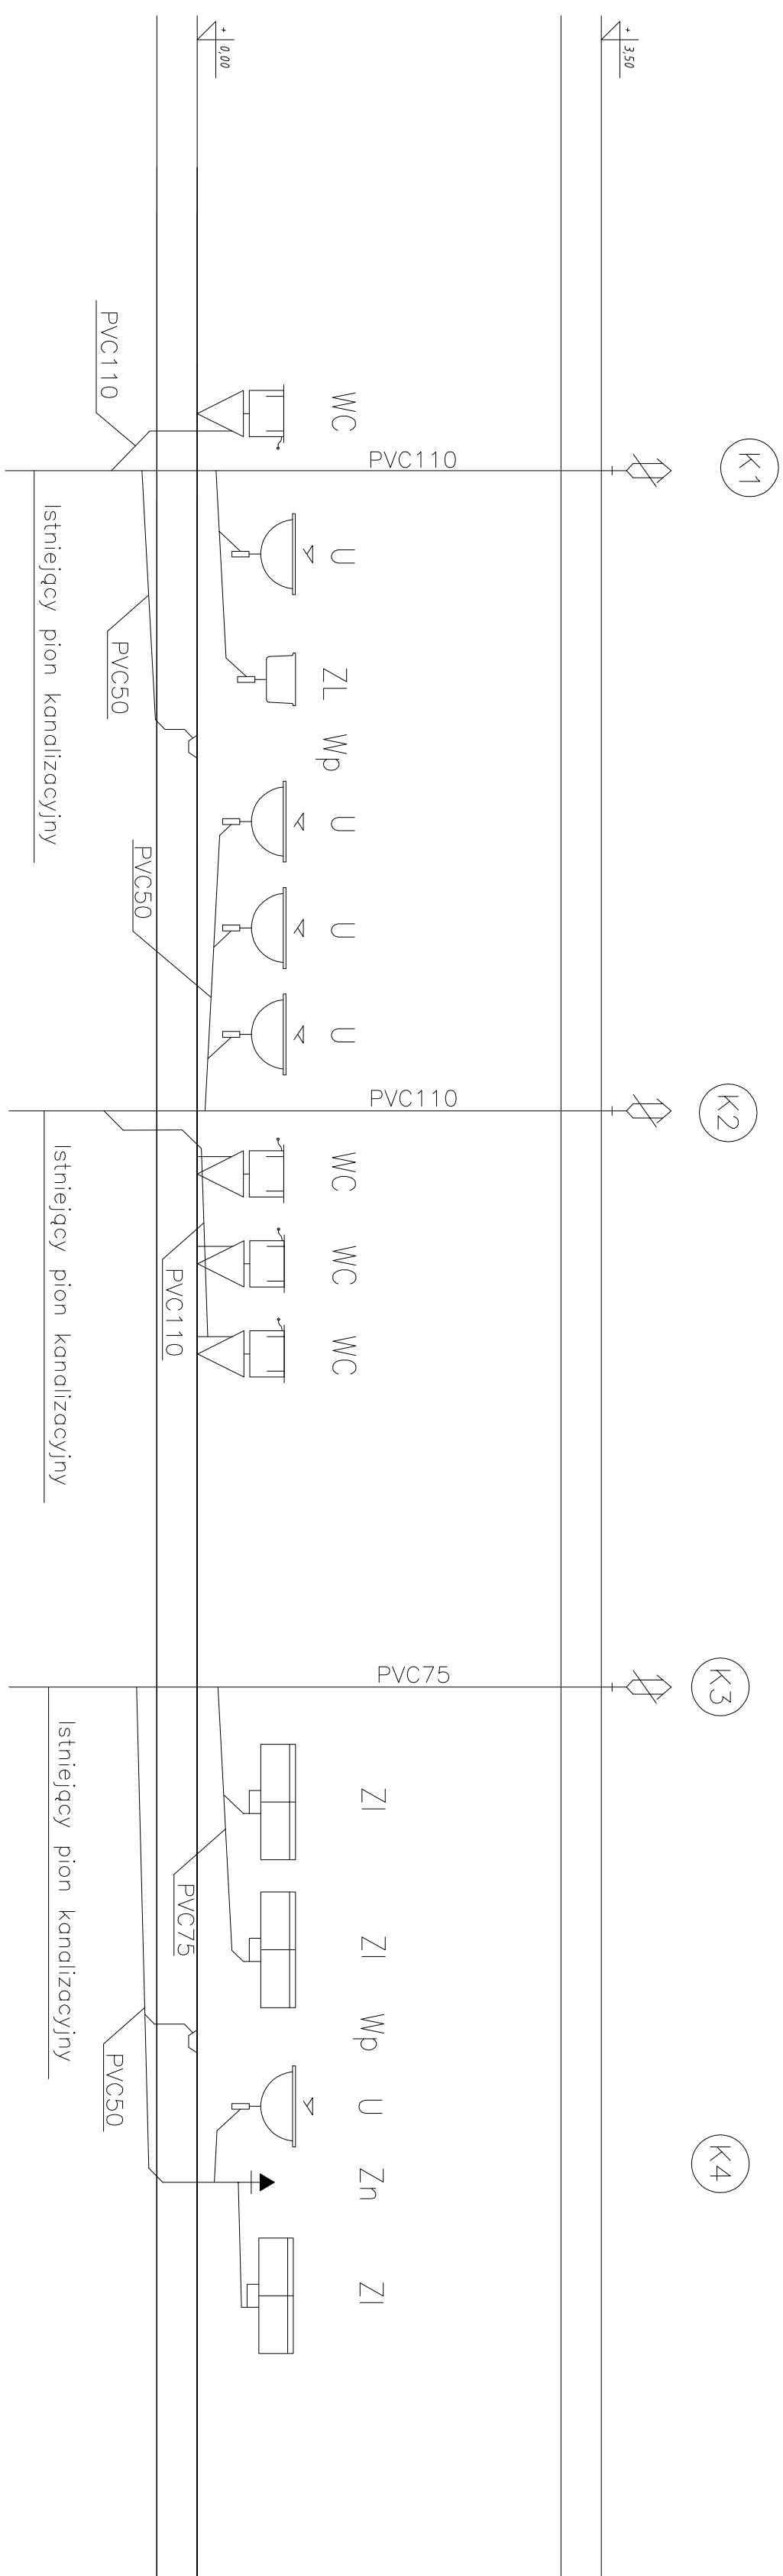 + 3,50
+ 0,00
K1
K2
K3
K4
PVC110
PVC110
PVC75
WC
U
ZL
Wp
U
U
U
WC
WC
WC
Zl
Zl
Wp
U
Zn
Zl
PVC110
PVC50
PVC50
PVC110
PVC75
PVC50
Istniejący pion kanalizacyjny
Istniejący pion kanalizacyjny
Istniejący pion kanalizacyjny